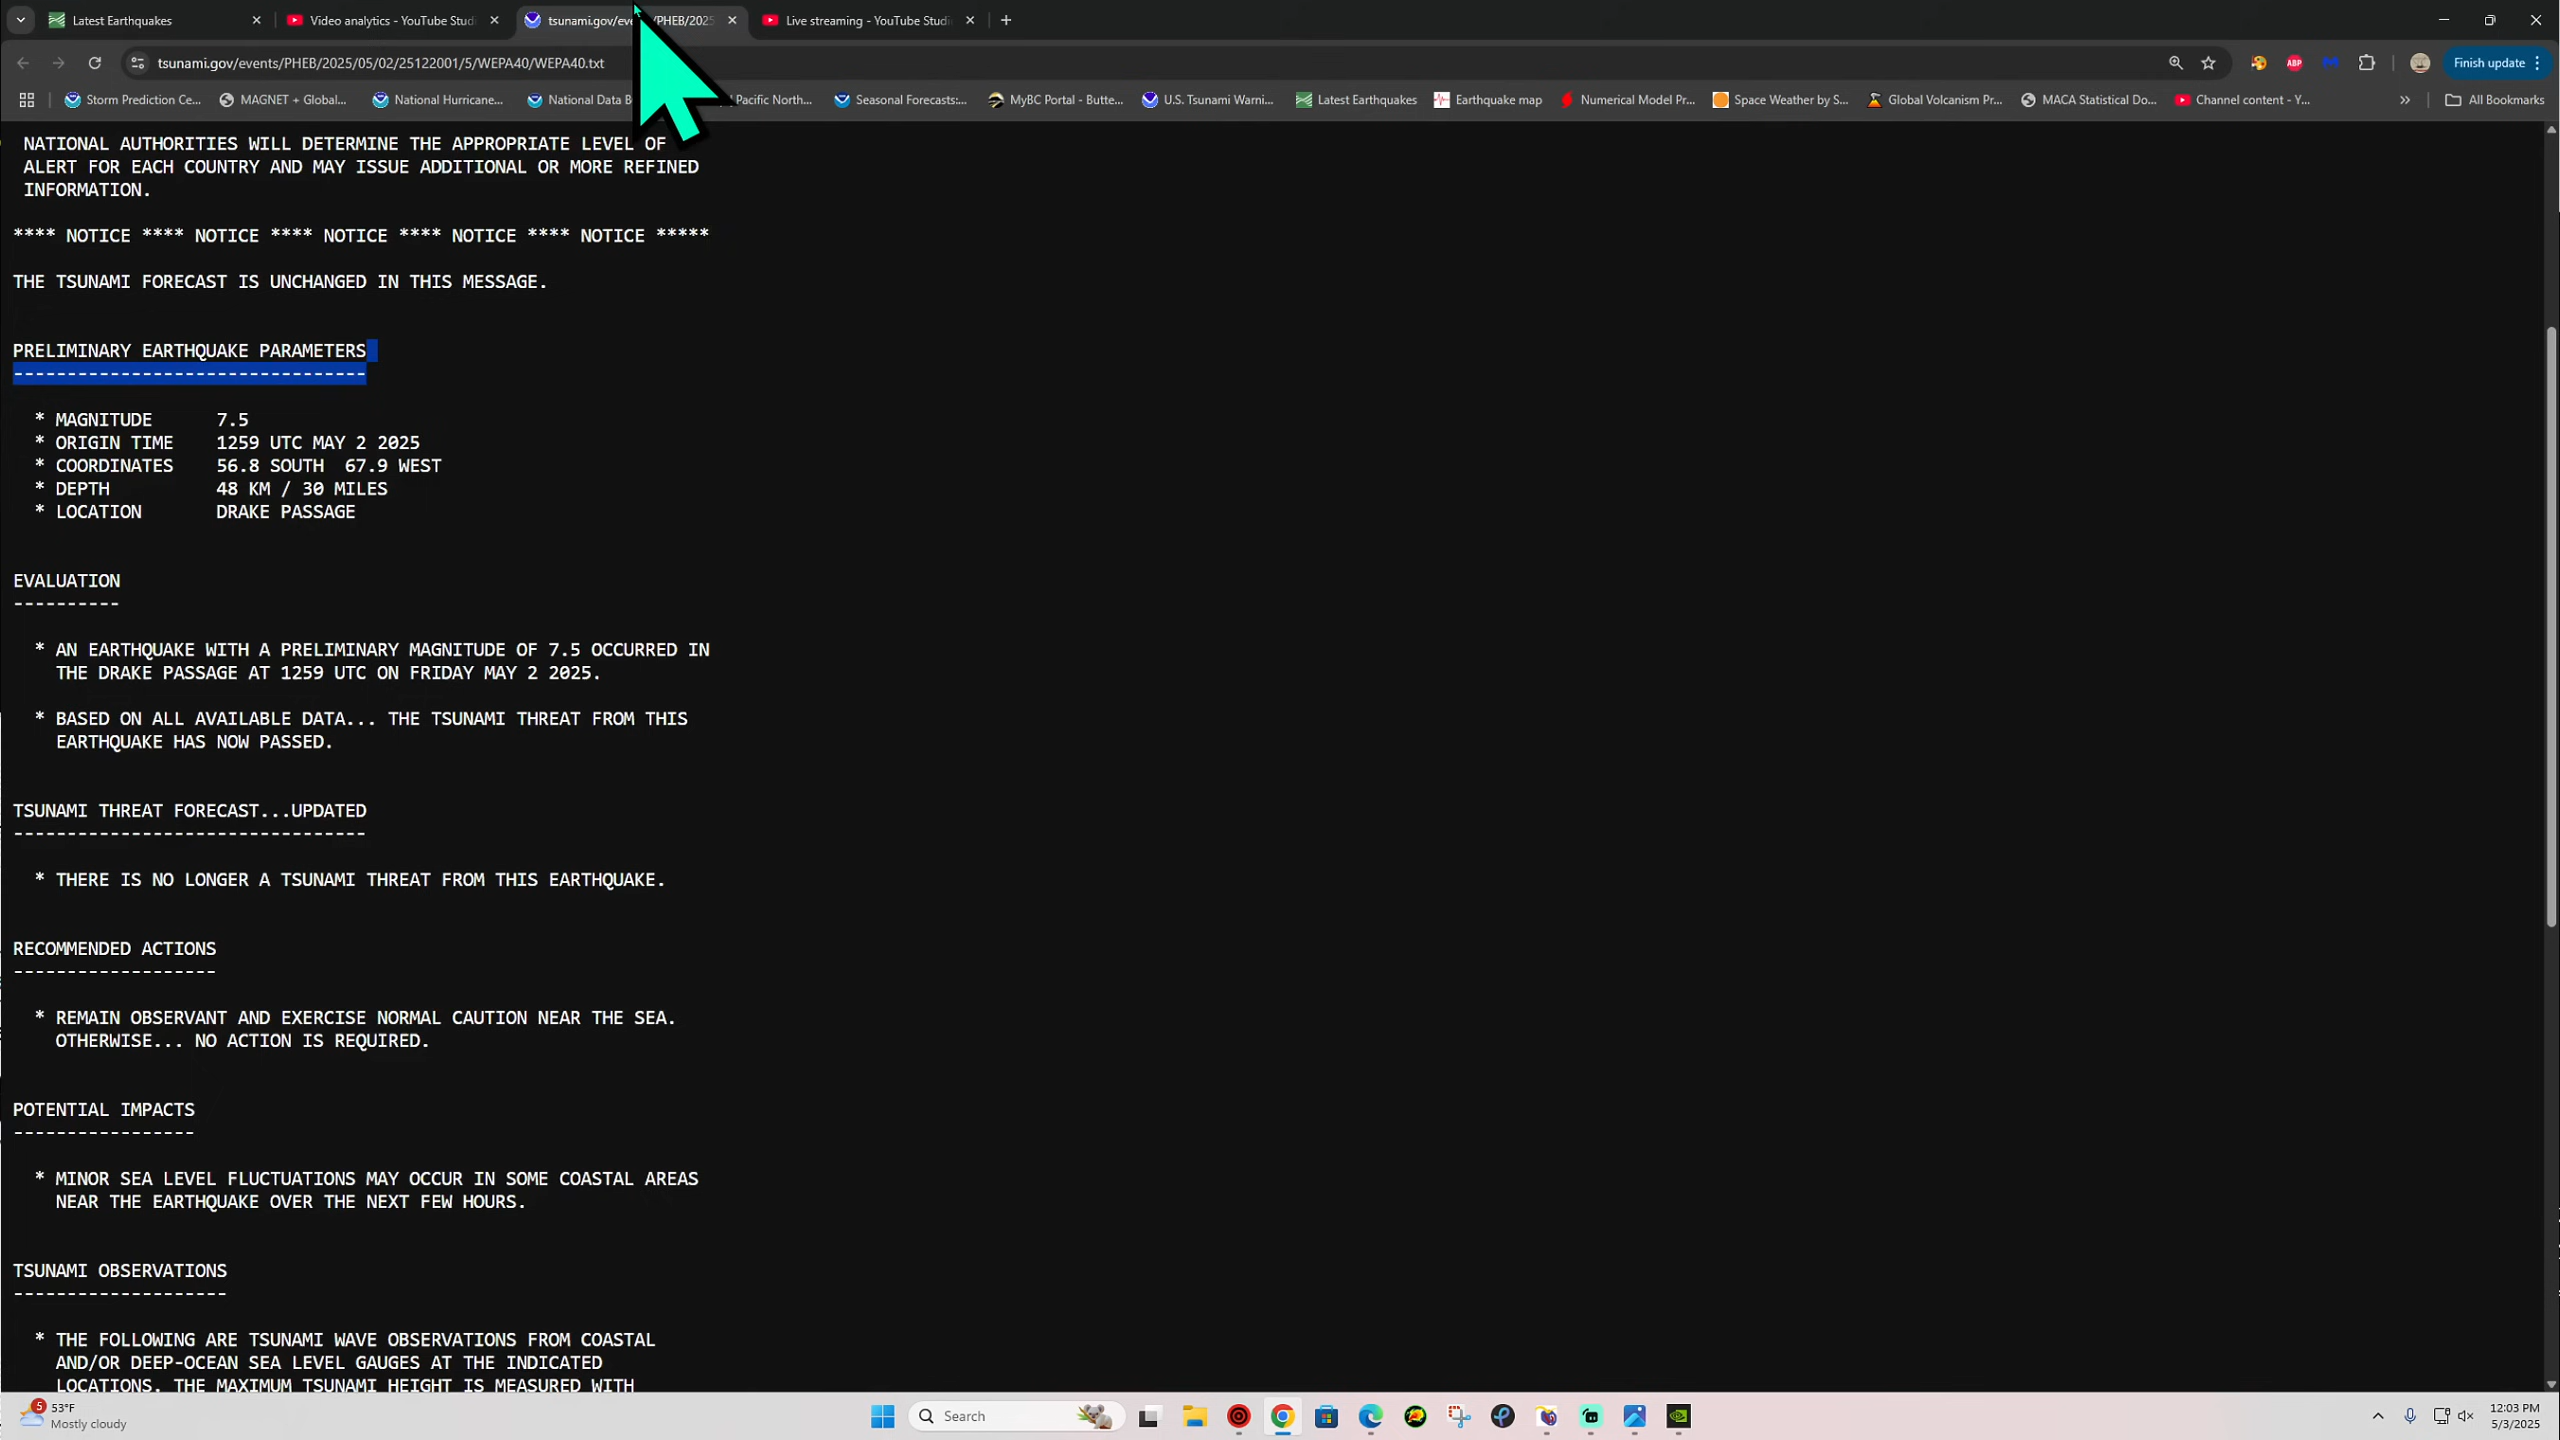 Latest Earthquakes
Video analytics - YouTube Studi
tsunami.gov/eve
/PHEB/2025
Live streaming - YouTube Studi
tsunami.gov/events/PHEB/2025/05/02/25122001/5/WEPA40/WEPA40.txt
ABP
Finish update
Storm Prediction Ce...
MAGNET + Global...
National Hurricane...
National Data B
Pacific North...
Seasonal Forecasts:...
MyBC Portal - Butte...
U.S. Tsunami Warni...
Latest Earthquakes
Earthquake map
Numerical Model Pr...
Space Weather by S...
Global Volcanism Pr...
MACA Statistical Do...
Channel content - Y...
All Bookmarks
NATIONAL AUTHORITIES WILL DETERMINE THE APPROPRIATE LEVEL OF
ALERT FOR EACH COUNTRY AND MAY ISSUE ADDITIONAL OR MORE REFINED
INFORMATION.
**** NOTICE **** NOTICE **** NOTICE **** NOTICE **** NOTICE *****
THE TSUNAMI FORECAST IS UNCHANGED IN THIS MESSAGE.
PRELIMINARY EARTHQUAKE PARAMETERS
---------------------------------
* MAGNITUDE      7.5
* ORIGIN TIME    1259 UTC MAY 2 2025
* COORDINATES    56.8 SOUTH  67.9 WEST
* DEPTH          48 KM / 30 MILES
* LOCATION       DRAKE PASSAGE
EVALUATION
----------
* AN EARTHQUAKE WITH A PRELIMINARY MAGNITUDE OF 7.5 OCCURRED IN
THE DRAKE PASSAGE AT 1259 UTC ON FRIDAY MAY 2 2025.
* BASED ON ALL AVAILABLE DATA... THE TSUNAMI THREAT FROM THIS
EARTHQUAKE HAS NOW PASSED.
TSUNAMI THREAT FORECAST...UPDATED
---------------------------------
* THERE IS NO LONGER A TSUNAMI THREAT FROM THIS EARTHQUAKE.
RECOMMENDED ACTIONS
-------------------
* REMAIN OBSERVANT AND EXERCISE NORMAL CAUTION NEAR THE SEA.
OTHERWISE... NO ACTION IS REQUIRED.
POTENTIAL IMPACTS
-----------------
* MINOR SEA LEVEL FLUCTUATIONS MAY OCCUR IN SOME COASTAL AREAS
NEAR THE EARTHQUAKE OVER THE NEXT FEW HOURS.
TSUNAMI OBSERVATIONS
--------------------
* THE FOLLOWING ARE TSUNAMI WAVE OBSERVATIONS FROM COASTAL
AND/OR DEEP-OCEAN SEA LEVEL GAUGES AT THE INDICATED
LOCATIONS. THE MAXIMUM TSUNAMI HEIGHT IS MEASURED WITH
5
53°F
Mostly cloudy
Search
12:03 PM
5/3/2025